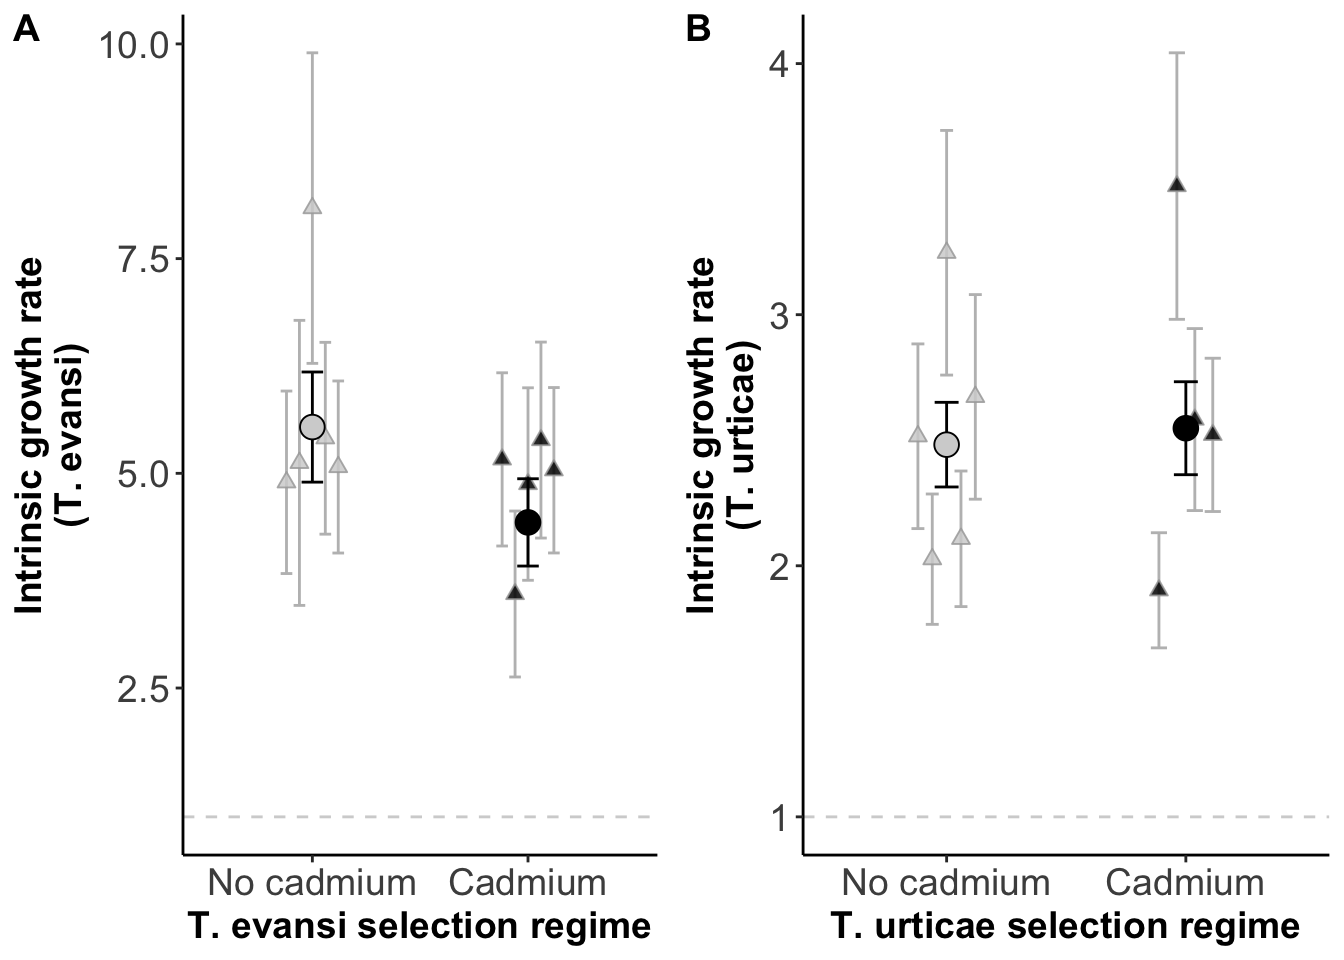 A
Intrinsic growth rate
(T. evansi)
10.0
7.5
5.0
2.5
No cadmium
Cadmium
T. evansi selection regime
B
Intrinsic growth rate
(T. urticae)
4
3
2
1
No cadmium
Cadmium
T. urticae selection regime